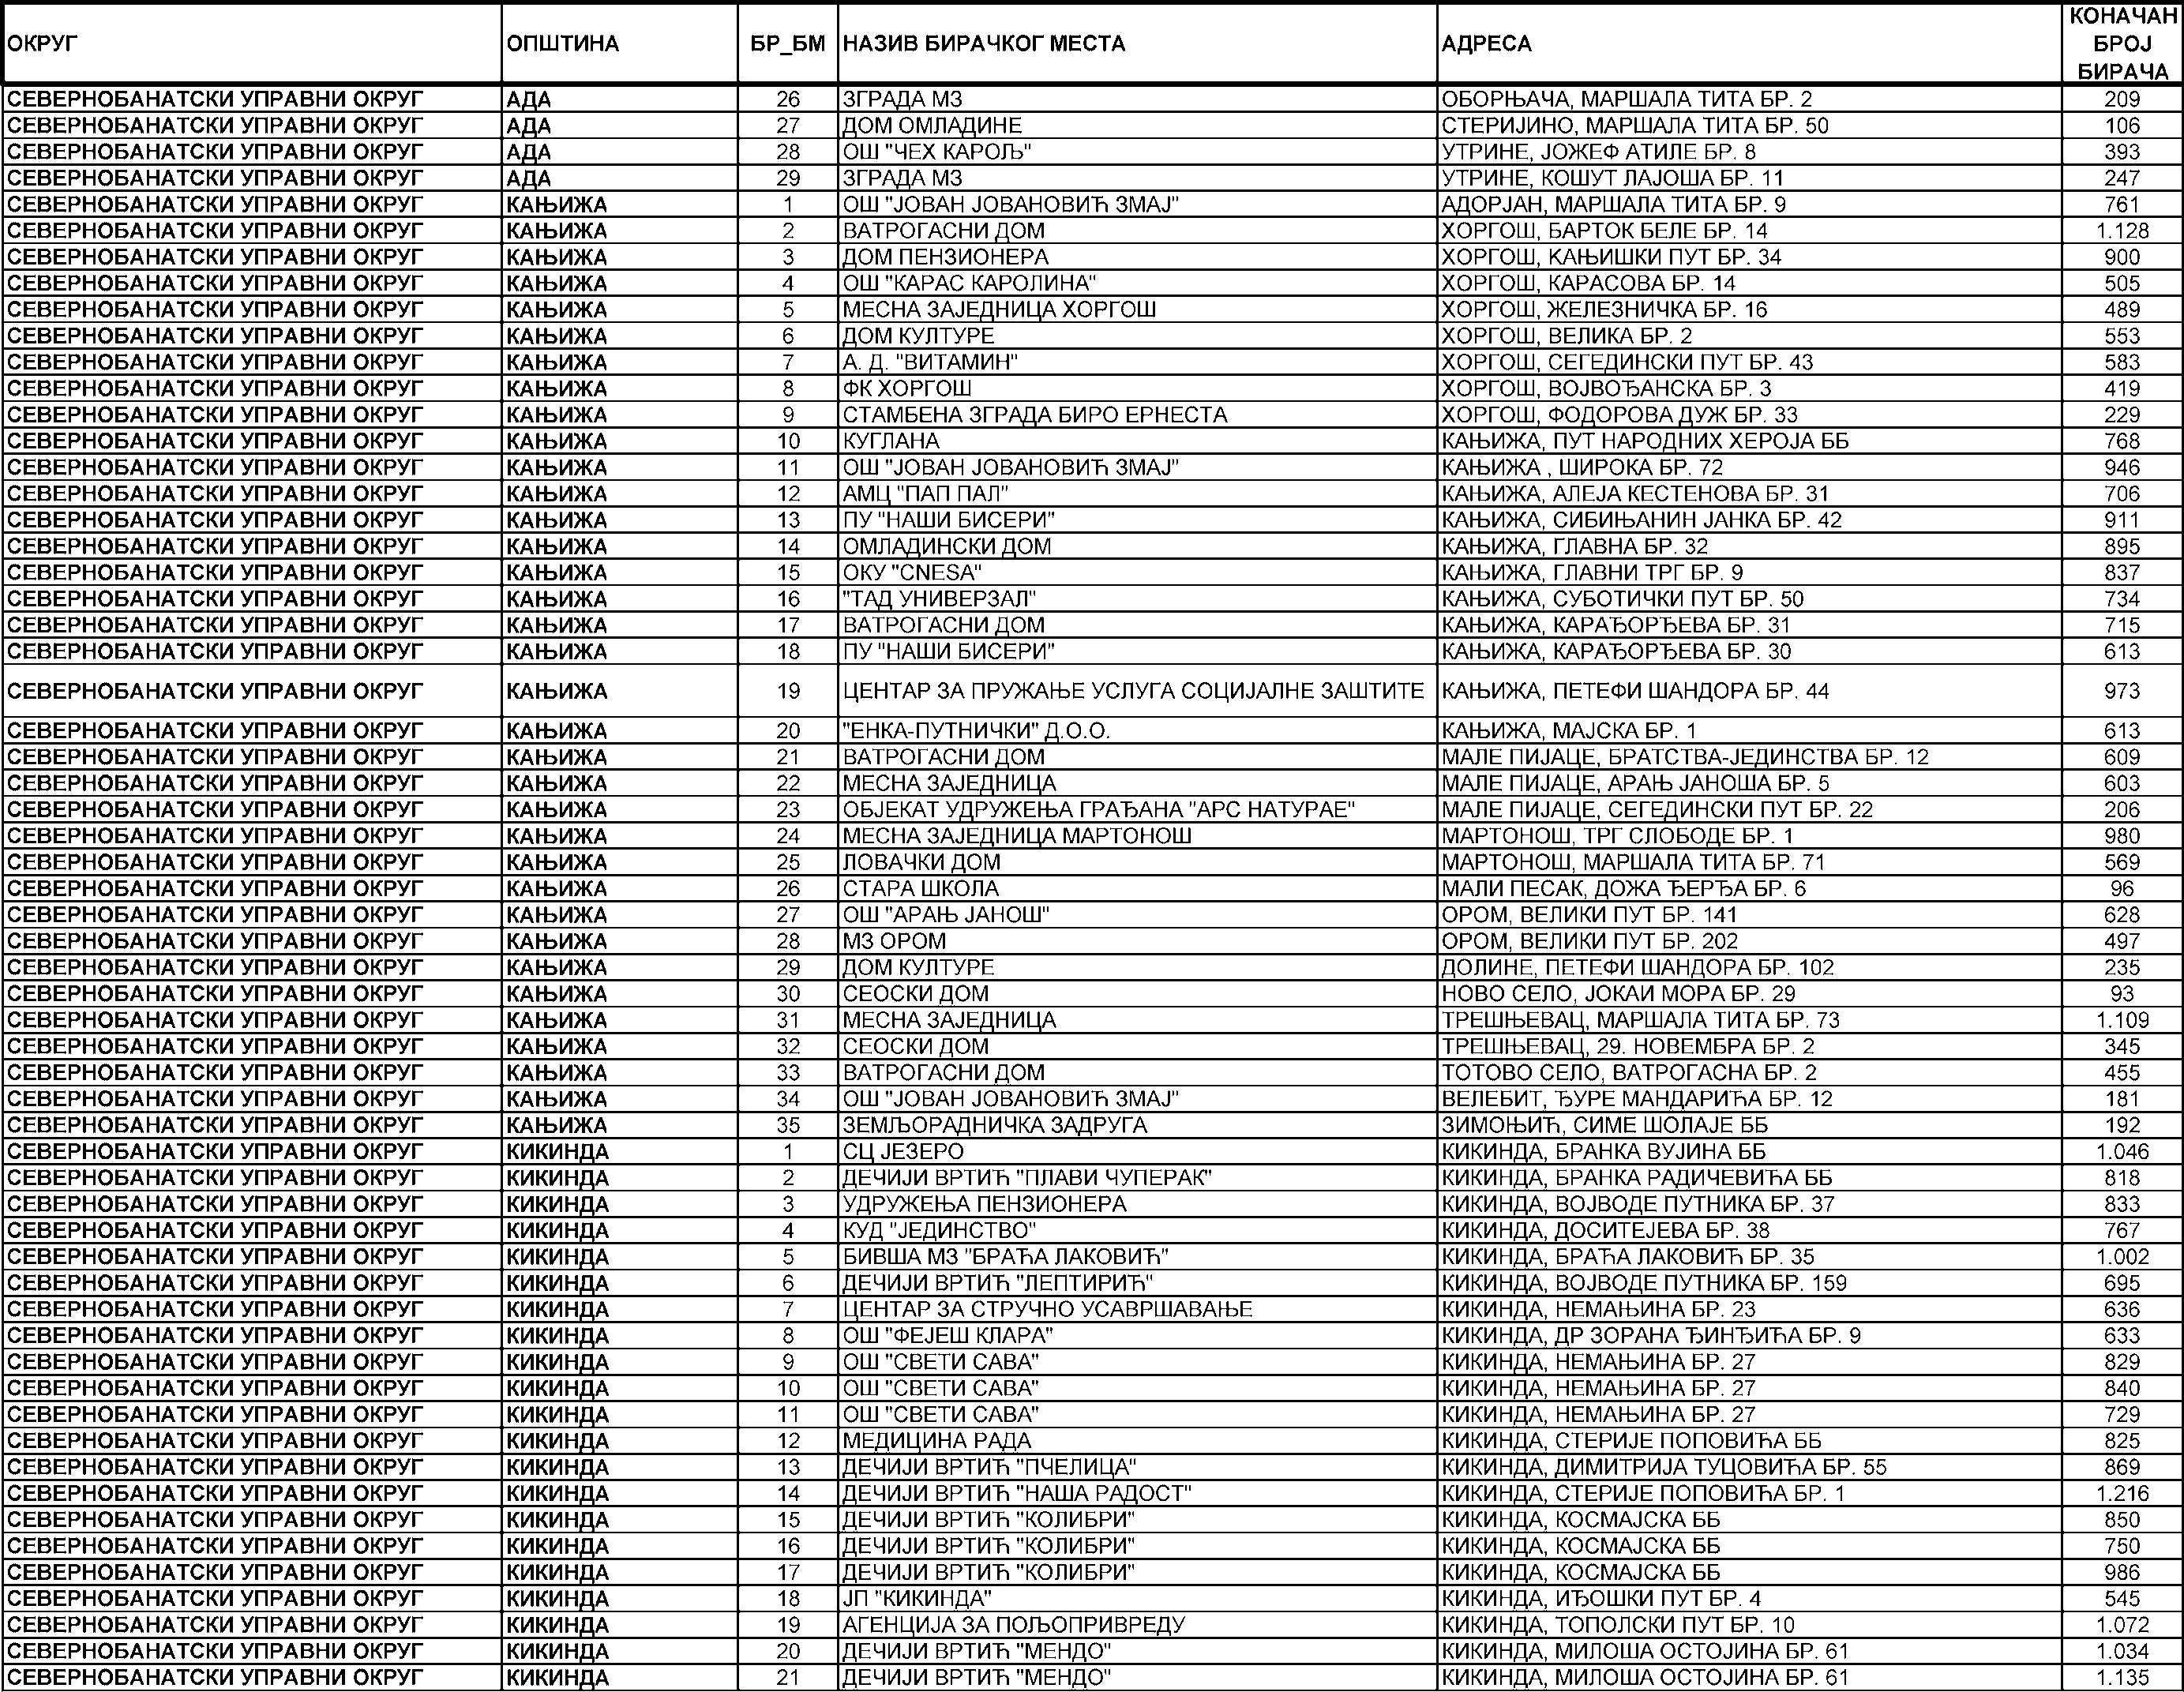 ОКРУГ ОПШТИНА БР_БМ НАЗИВ БИРАЧКОГ МЕСТА АДРЕСА КОНАЧАН БРОЈ БИРАЧА
СЕВЕРНОБАНАТСКИ УПРАВНИ ОКРУГ АДА 26 ЗГРАДА МЗ ОБОРЊАЧА, МАРШАЛА ТИТА БР. 2 209
СЕВЕРНОБАНАТСКИ УПРАВНИ ОКРУГ АДА 27 ДОМ ОМЛАДИНЕ СТЕРИЈИНО, МАРШАЛА ТИТА БР. 50 106
СЕВЕРНОБАНАТСКИ УПРАВНИ ОКРУГ АДА 28 ОШ "ЧЕХ КАРОЉ" УТРИНЕ, ЈОЖЕФ АТИЛЕ БР. 8 393
СЕВЕРНОБАНАТСКИ УПРАВНИ ОКРУГ АДА 29 ЗГРАДА МЗ УТРИНЕ, КОШУТ ЛАЈОША БР. 11 247
СЕВЕРНОБАНАТСКИ УПРАВНИ ОКРУГ КАЊИЖА 1 ОШ "ЈОВАН ЈОВАНОВИЋ ЗМАЈ" АДОРЈАН, МАРШАЛА ТИТА БР. 9 761
СЕВЕРНОБАНАТСКИ УПРАВНИ ОКРУГ КАЊИЖА 2 ВАТРОГАСНИ ДОМ ХОРГОШ, БАРТОК БЕЛЕ БР. 14 1.128
СЕВЕРНОБАНАТСКИ УПРАВНИ ОКРУГ КАЊИЖА 3 ДОМ ПЕНЗИОНЕРА ХОРГОШ, КАЊИШКИ ПУТ БР. 34 900
СЕВЕРНОБАНАТСКИ УПРАВНИ ОКРУГ КАЊИЖА 4 ОШ "КАРАС КАРОЛИНА" ХОРГОШ, КАРАСОВА БР. 14 505
СЕВЕРНОБАНАТСКИ УПРАВНИ ОКРУГ КАЊИЖА 5 МЕСНА ЗАЈЕДНИЦА ХОРГОШ ХОРГОШ, ЖЕЛЕЗНИЧКА БР. 16 489
СЕВЕРНОБАНАТСКИ УПРАВНИ ОКРУГ КАЊИЖА 6 ДОМ КУЛТУРЕ ХОРГОШ, ВЕЛИКА БР. 2 553
СЕВЕРНОБАНАТСКИ УПРАВНИ ОКРУГ КАЊИЖА 7 А. Д. "ВИТАМИН" ХОРГОШ, СЕГЕДИНСКИ ПУТ БР. 43 583
СЕВЕРНОБАНАТСКИ УПРАВНИ ОКРУГ КАЊИЖА 8 ФК ХОРГОШ ХОРГОШ, ВОЈВОЂАНСКА БР. 3 419
СЕВЕРНОБАНАТСКИ УПРАВНИ ОКРУГ КАЊИЖА 9 СТАМБЕНА ЗГРАДА БИРО ЕРНЕСТА ХОРГОШ, ФОДОРОВА ДУЖ БР. 33 229
СЕВЕРНОБАНАТСКИ УПРАВНИ ОКРУГ КАЊИЖА 10 КУГЛАНА КАЊИЖА, ПУТ НАРОДНИХ ХЕРОЈА ББ 768
СЕВЕРНОБАНАТСКИ УПРАВНИ ОКРУГ КАЊИЖА 11 ОШ "ЈОВАН ЈОВАНОВИЋ ЗМАЈ" КАЊИЖА , ШИРОКА БР. 72 946
СЕВЕРНОБАНАТСКИ УПРАВНИ ОКРУГ КАЊИЖА 12 АМЦ "ПАП ПАЛ" КАЊИЖА, АЛЕЈА КЕСТЕНОВА БР. 31 706
СЕВЕРНОБАНАТСКИ УПРАВНИ ОКРУГ КАЊИЖА 13 ПУ "НАШИ БИСЕРИ" КАЊИЖА, СИБИЊАНИН ЈАНКА БР. 42 911
СЕВЕРНОБАНАТСКИ УПРАВНИ ОКРУГ КАЊИЖА 14 ОМЛАДИНСКИ ДОМ КАЊИЖА, ГЛАВНА БР. 32 895
СЕВЕРНОБАНАТСКИ УПРАВНИ ОКРУГ КАЊИЖА 15 ОКУ "CNESA" КАЊИЖА, ГЛАВНИ ТРГ БР. 9 837
СЕВЕРНОБАНАТСКИ УПРАВНИ ОКРУГ КАЊИЖА 16 "ТАД УНИВЕРЗАЛ" КАЊИЖА, СУБОТИЧКИ ПУТ БР. 50 734
СЕВЕРНОБАНАТСКИ УПРАВНИ ОКРУГ КАЊИЖА 17 ВАТРОГАСНИ ДОМ КАЊИЖА, КАРАЂОРЂЕВА БР. 31 715
СЕВЕРНОБАНАТСКИ УПРАВНИ ОКРУГ КАЊИЖА 18 ПУ "НАШИ БИСЕРИ" КАЊИЖА, КАРАЂОРЂЕВА БР. 30 613
СЕВЕРНОБАНАТСКИ УПРАВНИ ОКРУГ КАЊИЖА 19 ЦЕНТАР ЗА ПРУЖАЊЕ УСЛУГА СОЦИЈАЛНЕ ЗАШТИТЕ КАЊИЖА, ПЕТЕФИ ШАНДОРА БР. 44 973
СЕВЕРНОБАНАТСКИ УПРАВНИ ОКРУГ КАЊИЖА 20 "ЕНКА-ПУТНИЧКИ" Д.О.О. КАЊИЖА, МАЈСКА БР. 1 613
СЕВЕРНОБАНАТСКИ УПРАВНИ ОКРУГ КАЊИЖА 21 ВАТРОГАСНИ ДОМ МАЛЕ ПИЈАЦЕ, БРАТСТВА-ЈЕДИНСТВА БР. 12 609
СЕВЕРНОБАНАТСКИ УПРАВНИ ОКРУГ КАЊИЖА 22 МЕСНА ЗАЈЕДНИЦА МАЛЕ ПИЈАЦЕ, АРАЊ ЈАНОША БР. 5 603
СЕВЕРНОБАНАТСКИ УПРАВНИ ОКРУГ КАЊИЖА 23 ОБЈЕКАТ УДРУЖЕЊА ГРАЂАНА "АРС НАТУРАЕ" МАЛЕ ПИЈАЦЕ, СЕГЕДИНСКИ ПУТ БР. 22 206
СЕВЕРНОБАНАТСКИ УПРАВНИ ОКРУГ КАЊИЖА 24 МЕСНА ЗАЈЕДНИЦА МАРТОНОШ МАРТОНОШ, ТРГ СЛОБОДЕ БР. 1 980
СЕВЕРНОБАНАТСКИ УПРАВНИ ОКРУГ КАЊИЖА 25 ЛОВАЧКИ ДОМ МАРТОНОШ, МАРШАЛА ТИТА БР. 71 569
СЕВЕРНОБАНАТСКИ УПРАВНИ ОКРУГ КАЊИЖА 26 СТАРА ШКОЛА МАЛИ ПЕСАК, ДОЖА ЂЕРЂА БР. 6 96
СЕВЕРНОБАНАТСКИ УПРАВНИ ОКРУГ КАЊИЖА 27 ОШ "АРАЊ ЈАНОШ" ОРОМ, ВЕЛИКИ ПУТ БР. 141 628
СЕВЕРНОБАНАТСКИ УПРАВНИ ОКРУГ КАЊИЖА 28 МЗ ОРОМ ОРОМ, ВЕЛИКИ ПУТ БР. 202 497
СЕВЕРНОБАНАТСКИ УПРАВНИ ОКРУГ КАЊИЖА 29 ДОМ КУЛТУРЕ ДОЛИНЕ, ПЕТЕФИ ШАНДОРА БР. 102 235
СЕВЕРНОБАНАТСКИ УПРАВНИ ОКРУГ КАЊИЖА 30 СЕОСКИ ДОМ НОВО СЕЛО, ЈОКАИ МОРА БР. 29 93
СЕВЕРНОБАНАТСКИ УПРАВНИ ОКРУГ КАЊИЖА 31 МЕСНА ЗАЈЕДНИЦА ТРЕШЊЕВАЦ, МАРШАЛА ТИТА БР. 73 1.109
СЕВЕРНОБАНАТСКИ УПРАВНИ ОКРУГ КАЊИЖА 32 СЕОСКИ ДОМ ТРЕШЊЕВАЦ, 29. НОВЕМБРА БР. 2 345
СЕВЕРНОБАНАТСКИ УПРАВНИ ОКРУГ КАЊИЖА 33 ВАТРОГАСНИ ДОМ ТОТОВО СЕЛО, ВАТРОГАСНА БР. 2 455
СЕВЕРНОБАНАТСКИ УПРАВНИ ОКРУГ КАЊИЖА 34 ОШ "ЈОВАН ЈОВАНОВИЋ ЗМАЈ" ВЕЛЕБИТ, ЂУРЕ МАНДАРИЋА БР. 12 181
СЕВЕРНОБАНАТСКИ УПРАВНИ ОКРУГ КАЊИЖА 35 ЗЕМЉОРАДНИЧКА ЗАДРУГА ЗИМОЊИЋ, СИМЕ ШОЛАЈЕ ББ 192
СЕВЕРНОБАНАТСКИ УПРАВНИ ОКРУГ КИКИНДА 1 СЦ ЈЕЗЕРО КИКИНДА, БРАНКА ВУЈИНА ББ 1.046
СЕВЕРНОБАНАТСКИ УПРАВНИ ОКРУГ КИКИНДА 2 ДЕЧИЈИ ВРТИЋ "ПЛАВИ ЧУПЕРАК" КИКИНДА, БРАНКА РАДИЧЕВИЋА ББ 818
СЕВЕРНОБАНАТСКИ УПРАВНИ ОКРУГ КИКИНДА 3 УДРУЖЕЊА ПЕНЗИОНЕРА КИКИНДА, ВОЈВОДЕ ПУТНИКА БР. 37 833
СЕВЕРНОБАНАТСКИ УПРАВНИ ОКРУГ КИКИНДА 4 КУД "ЈЕДИНСТВО" КИКИНДА, ДОСИТЕЈЕВА БР. 38 767
СЕВЕРНОБАНАТСКИ УПРАВНИ ОКРУГ КИКИНДА 5 БИВША МЗ "БРАЋА ЛАКОВИЋ" КИКИНДА, БРАЋА ЛАКОВИЋ БР. 35 1.002
СЕВЕРНОБАНАТСКИ УПРАВНИ ОКРУГ КИКИНДА 6 ДЕЧИЈИ ВРТИЋ "ЛЕПТИРИЋ" КИКИНДА, ВОЈВОДЕ ПУТНИКА БР. 159 695
СЕВЕРНОБАНАТСКИ УПРАВНИ ОКРУГ КИКИНДА 7 ЦЕНТАР ЗА СТРУЧНО УСАВРШАВАЊЕ КИКИНДА, НЕМАЊИНА БР. 23 636
СЕВЕРНОБАНАТСКИ УПРАВНИ ОКРУГ КИКИНДА 8 ОШ "ФЕЈЕШ КЛАРА" КИКИНДА, ДР ЗОРАНА ЂИНЂИЋА БР. 9 633
СЕВЕРНОБАНАТСКИ УПРАВНИ ОКРУГ КИКИНДА 9 ОШ "СВЕТИ САВА" КИКИНДА, НЕМАЊИНА БР. 27 829
СЕВЕРНОБАНАТСКИ УПРАВНИ ОКРУГ КИКИНДА 10 ОШ "СВЕТИ САВА" КИКИНДА, НЕМАЊИНА БР. 27 840
СЕВЕРНОБАНАТСКИ УПРАВНИ ОКРУГ КИКИНДА 11 ОШ "СВЕТИ САВА" КИКИНДА, НЕМАЊИНА БР. 27 729
СЕВЕРНОБАНАТСКИ УПРАВНИ ОКРУГ КИКИНДА 12 МЕДИЦИНА РАДА КИКИНДА, СТЕРИЈЕ ПОПОВИЋА ББ 825
СЕВЕРНОБАНАТСКИ УПРАВНИ ОКРУГ КИКИНДА 13 ДЕЧИЈИ ВРТИЋ "ПЧЕЛИЦА" КИКИНДА, ДИМИТРИЈА ТУЦОВИЋА БР. 55 869
СЕВЕРНОБАНАТСКИ УПРАВНИ ОКРУГ КИКИНДА 14 ДЕЧИЈИ ВРТИЋ "НАША РАДОСТ" КИКИНДА, СТЕРИЈЕ ПОПОВИЋА БР. 1 1.216
СЕВЕРНОБАНАТСКИ УПРАВНИ ОКРУГ КИКИНДА 15 ДЕЧИЈИ ВРТИЋ "КОЛИБРИ" КИКИНДА, КОСМАЈСКА ББ 850
СЕВЕРНОБАНАТСКИ УПРАВНИ ОКРУГ КИКИНДА 16 ДЕЧИЈИ ВРТИЋ "КОЛИБРИ" КИКИНДА, КОСМАЈСКА ББ 750
СЕВЕРНОБАНАТСКИ УПРАВНИ ОКРУГ КИКИНДА 17 ДЕЧИЈИ ВРТИЋ "КОЛИБРИ" КИКИНДА, КОСМАЈСКА ББ 986
СЕВЕРНОБАНАТСКИ УПРАВНИ ОКРУГ КИКИНДА 18 ЈП "КИКИНДА" КИКИНДА, ИЂОШКИ ПУТ БР. 4 545
СЕВЕРНОБАНАТСКИ УПРАВНИ ОКРУГ КИКИНДА 19 АГЕНЦИЈА ЗА ПОЉОПРИВРЕДУ КИКИНДА, ТОПОЛСКИ ПУТ БР. 10 1.072
СЕВЕРНОБАНАТСКИ УПРАВНИ ОКРУГ КИКИНДА 20 ДЕЧИЈИ ВРТИЋ "МЕНДО" КИКИНДА, МИЛОША ОСТОЈИНА БР. 61 1.034
СЕВЕРНОБАНАТСКИ УПРАВНИ ОКРУГ КИКИНДА 21 ДЕЧИЈИ ВРТИЋ "МЕНДО" КИКИНДА, МИЛОША ОСТОЈИНА БР. 61 1.135